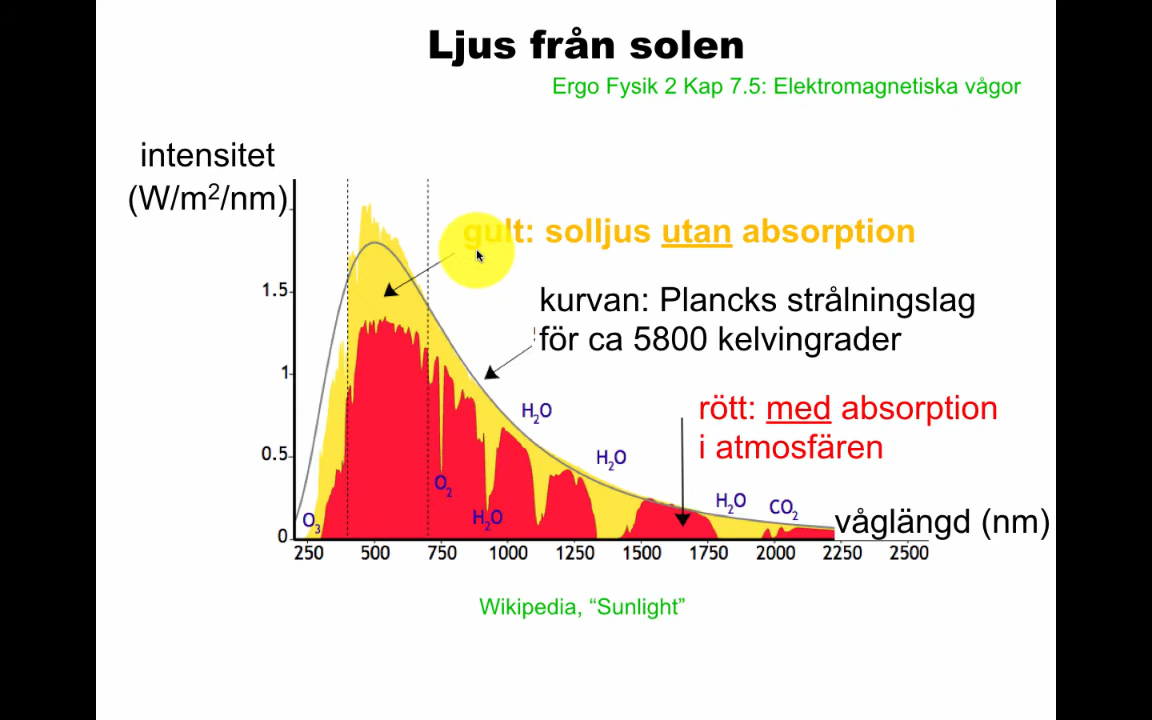 Ljus från solen
Ergo Fysik 2 Kap 7.5: Elektromagnetiska vågor
intensitet
(W/m²/nm)
gult: solljus utan absorption
1.5
kurvan: Plancks strålningslag
för ca 5800 kelvingrader
1
H₂O
rött: med absorption
i atmosfären
0.5
H₂O
O₂
H₂O
CO₂
O₃
H₂O
våglängd (nm)
0
250 500 750 1000 1250 1500 1750 2000 2250 2500
Wikipedia, “Sunlight”